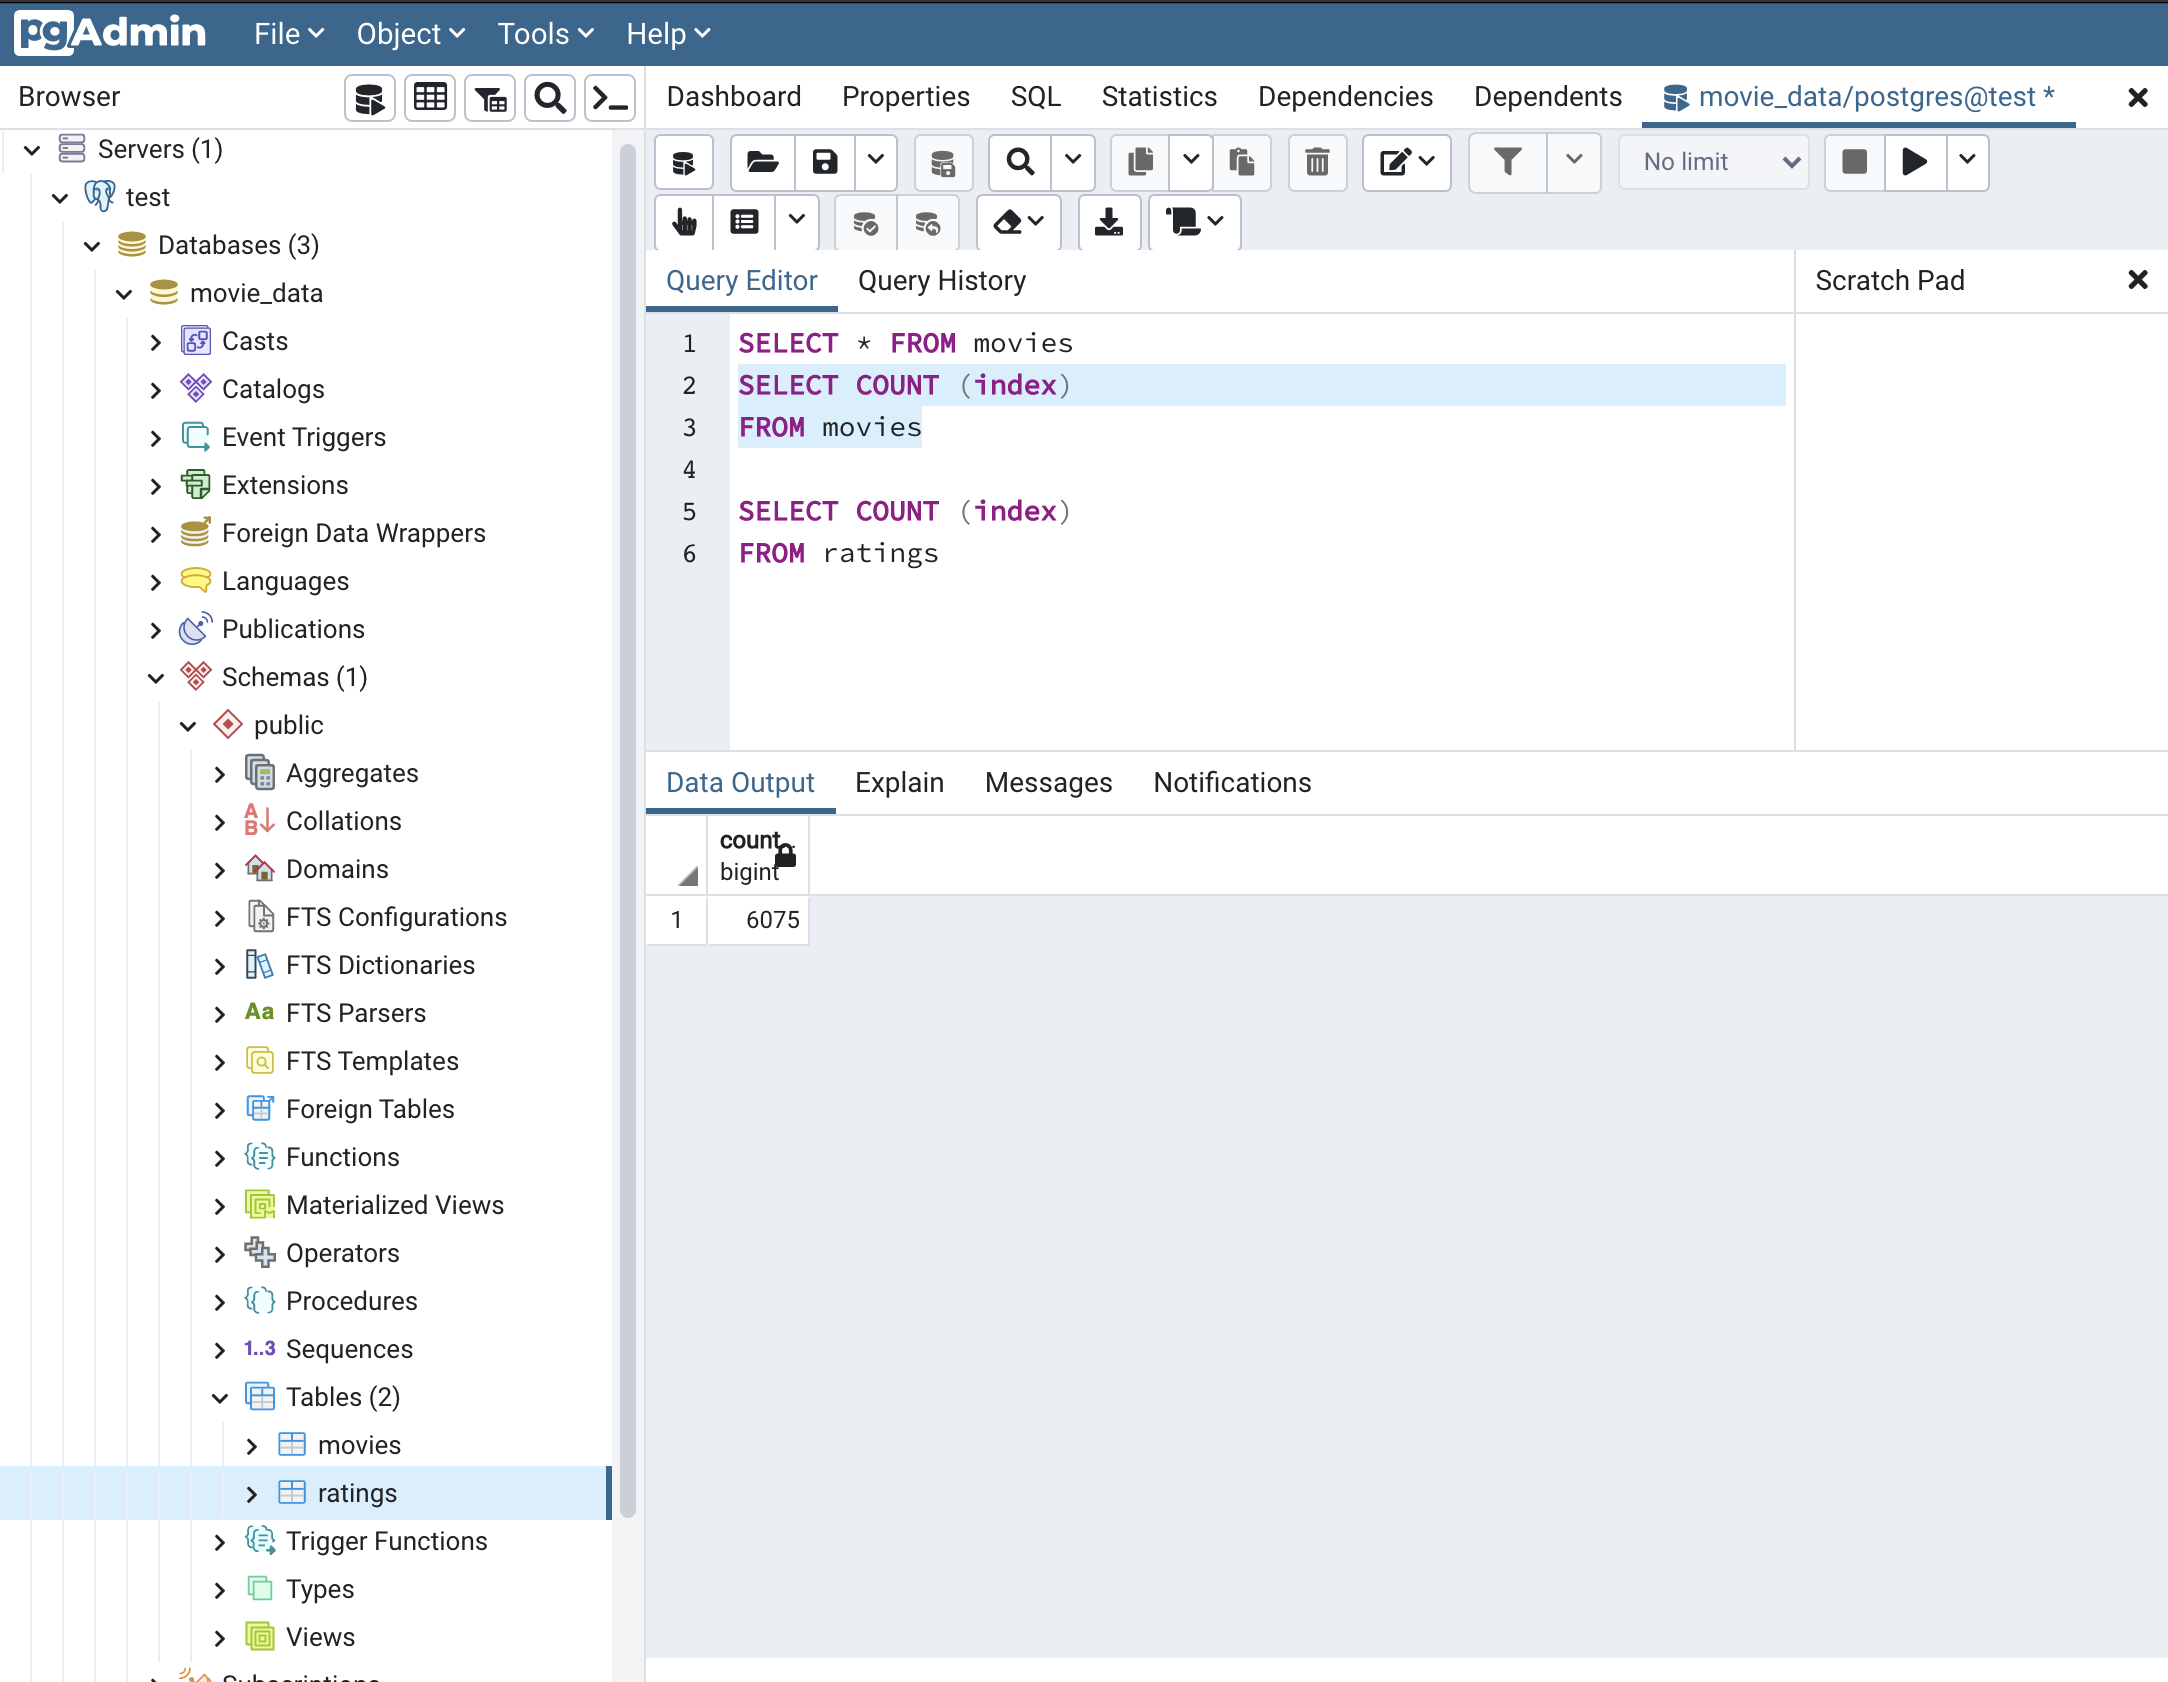 pgAdmin File Object Tools Help
Browser
Dashboard Properties SQL Statistics Dependencies Dependents movie_data/postgres@test *
Servers (1)
test
Databases (3)
movie_data
Casts
Catalogs
Event Triggers
Extensions
Foreign Data Wrappers
Languages
Publications
Schemas (1)
public
Aggregates
Collations
Domains
FTS Configurations
FTS Dictionaries
Aa FTS Parsers
FTS Templates
Foreign Tables
Functions
Materialized Views
Operators
Procedures
1..3 Sequences
Tables (2)
movies
ratings
Trigger Functions
Types
Views
Subscriptions
No limit
Query Editor Query History
Scratch Pad
1 SELECT * FROM movies
2 SELECT COUNT (index)
3 FROM movies
4
5 SELECT COUNT (index)
6 FROM ratings
Data Output Explain Messages Notifications
count
bigint
1 6075